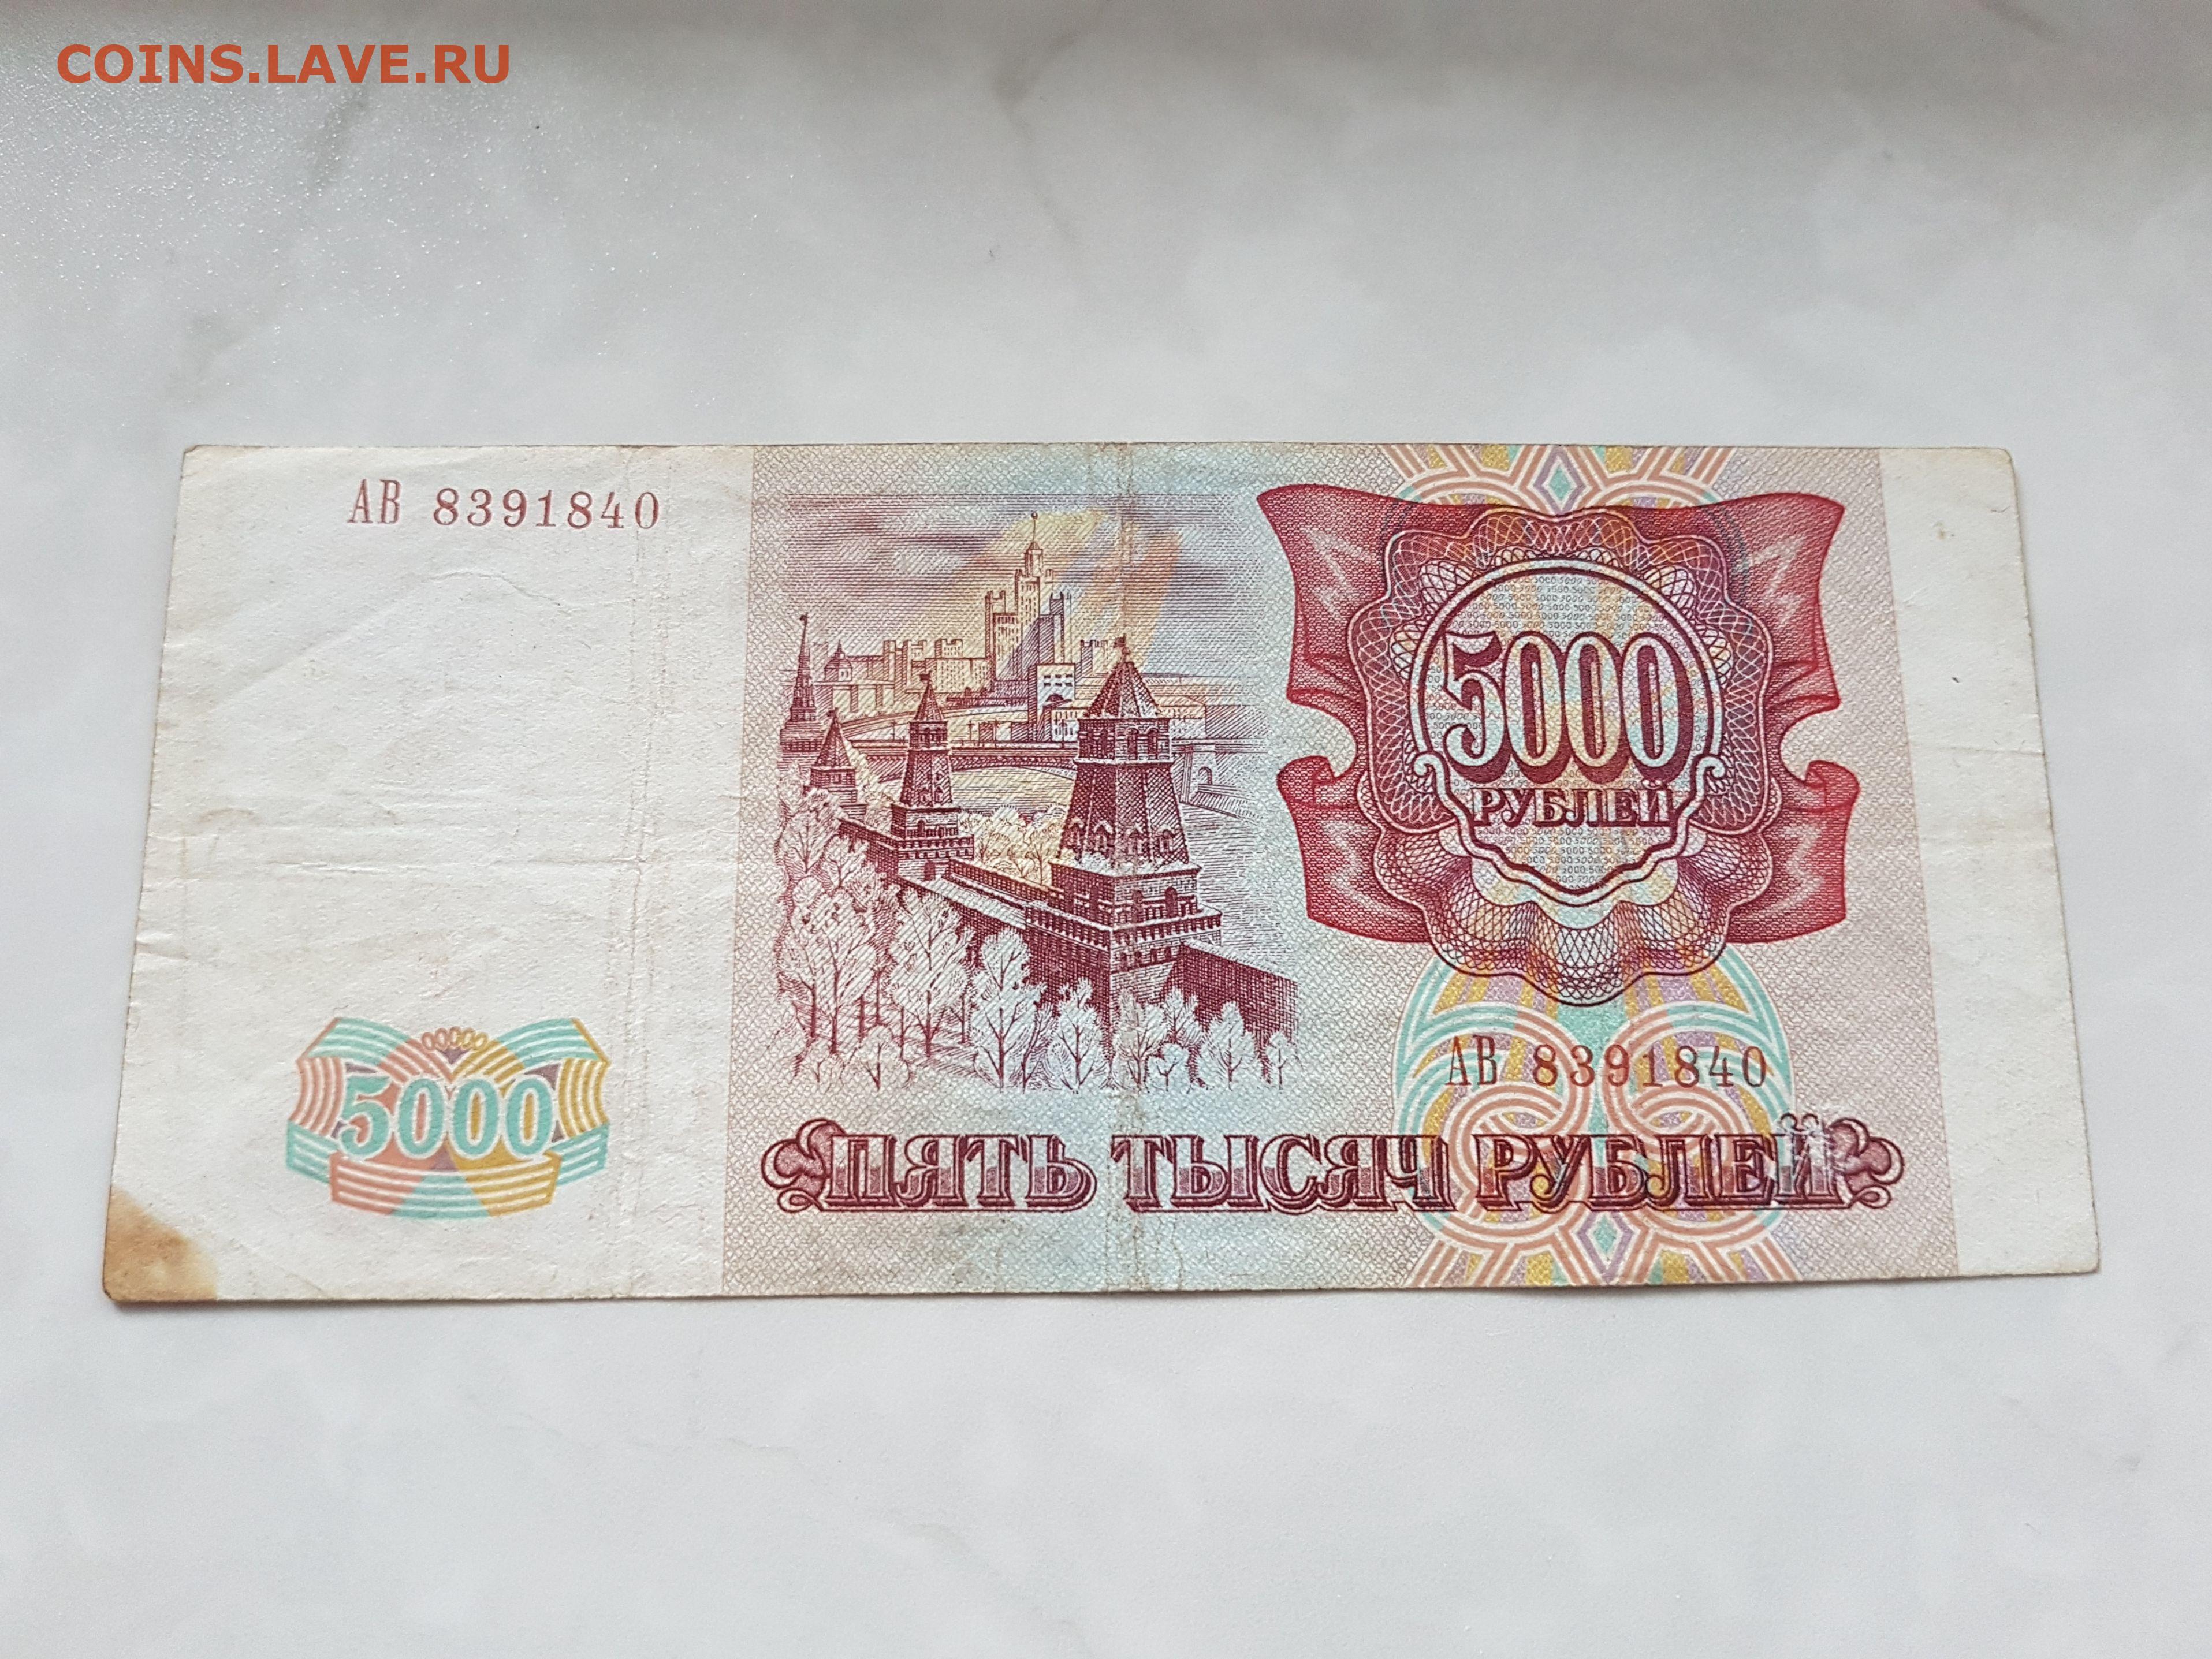 COINS.LAVE.RU
АВ 8391840
5000
РУБЛЕЙ
АВ 8391840
5000
ПЯТЬ ТЫСЯЧ РУБЛЕЙ